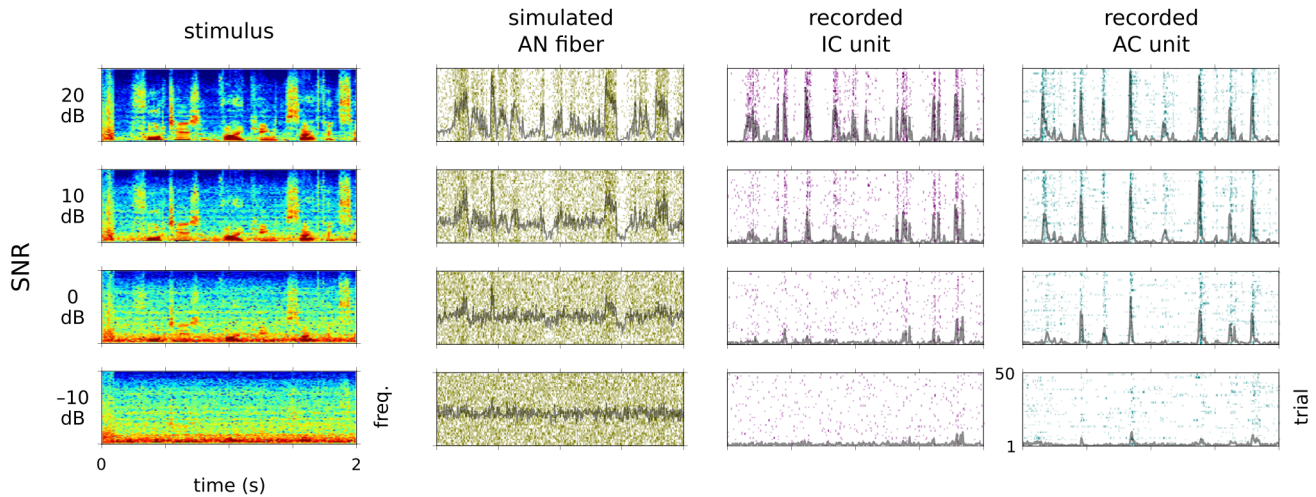 stimulus
simulated
AN fiber
recorded
IC unit
recorded
AC unit
SNR
20
dB
10
dB
0
dB
–10
dB
freq.
50
1
trial
0
2
time (s)